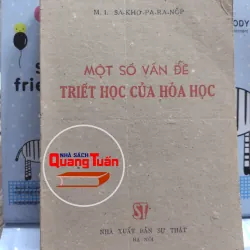 M. I. SA-KHƠ-PA-RA-NỐP
MỘT SỐ VẤN ĐỀ
TRIẾT HỌC CỦA HÓA HỌC
NHÀ SÁCH
Quang Tuấn
ST
NHÀ XUẤT BẢN SỰ THẬT
HÀ NỘI